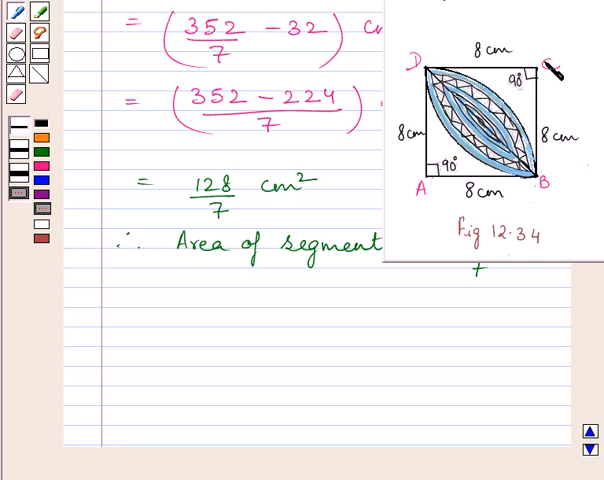 = (352/7 - 32) c
= (352 - 224 / 7)
= 128/7 cm²
∴ Area of segment
7
8 cm
D
90°
8 cm
8 cm
90°
A
8 cm
B
Fig 12.34